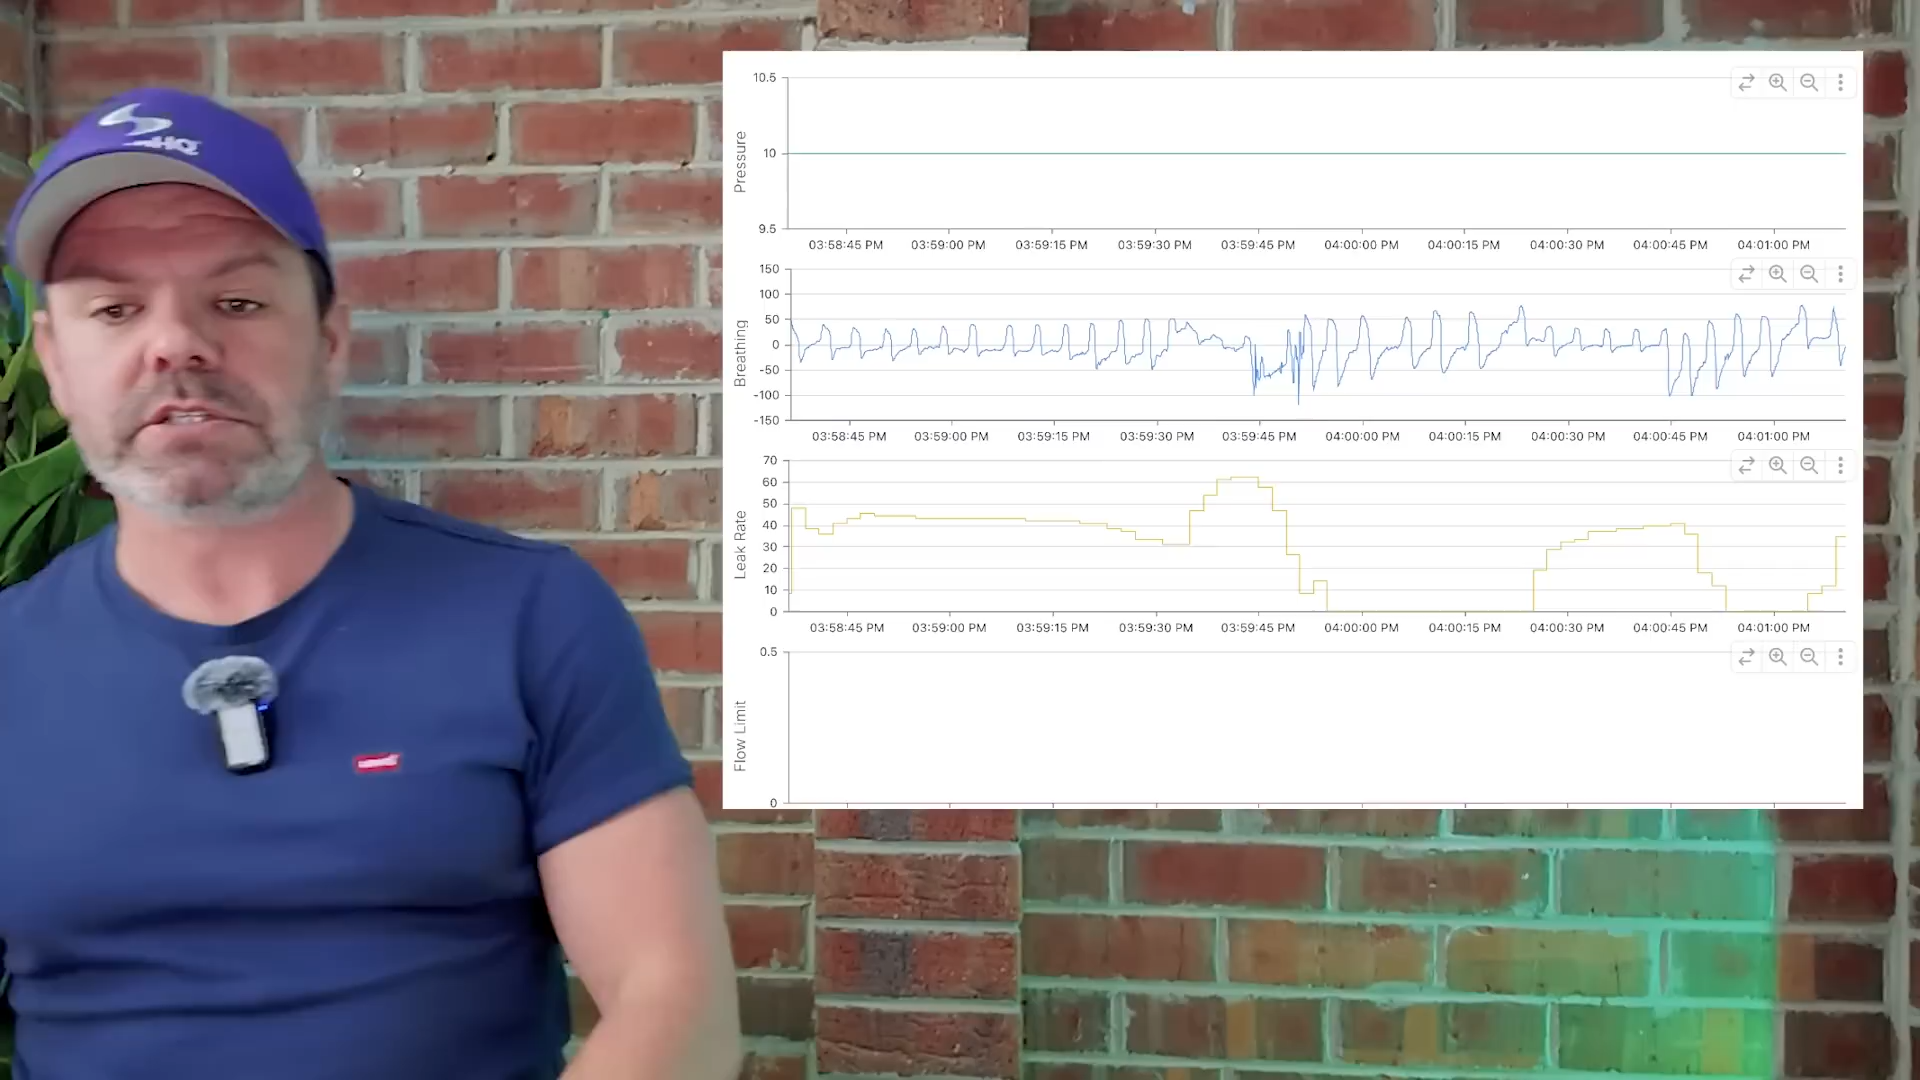 HQ
10.5
Pressure
10
9.5
03:58:45 PM 03:59:00 PM 03:59:15 PM 03:59:30 PM 03:59:45 PM 04:00:00 PM 04:00:15 PM 04:00:30 PM 04:00:45 PM 04:01:00 PM
150
100
50
Breathing
0
-50
-100
-150
03:58:45 PM 03:59:00 PM 03:59:15 PM 03:59:30 PM 03:59:45 PM 04:00:00 PM 04:00:15 PM 04:00:30 PM 04:00:45 PM 04:01:00 PM
70
60
50
Leak Rate
40
30
20
10
0
03:58:45 PM 03:59:00 PM 03:59:15 PM 03:59:30 PM 03:59:45 PM 04:00:00 PM 04:00:15 PM 04:00:30 PM 04:00:45 PM 04:01:00 PM
0.5
Flow Limit
0